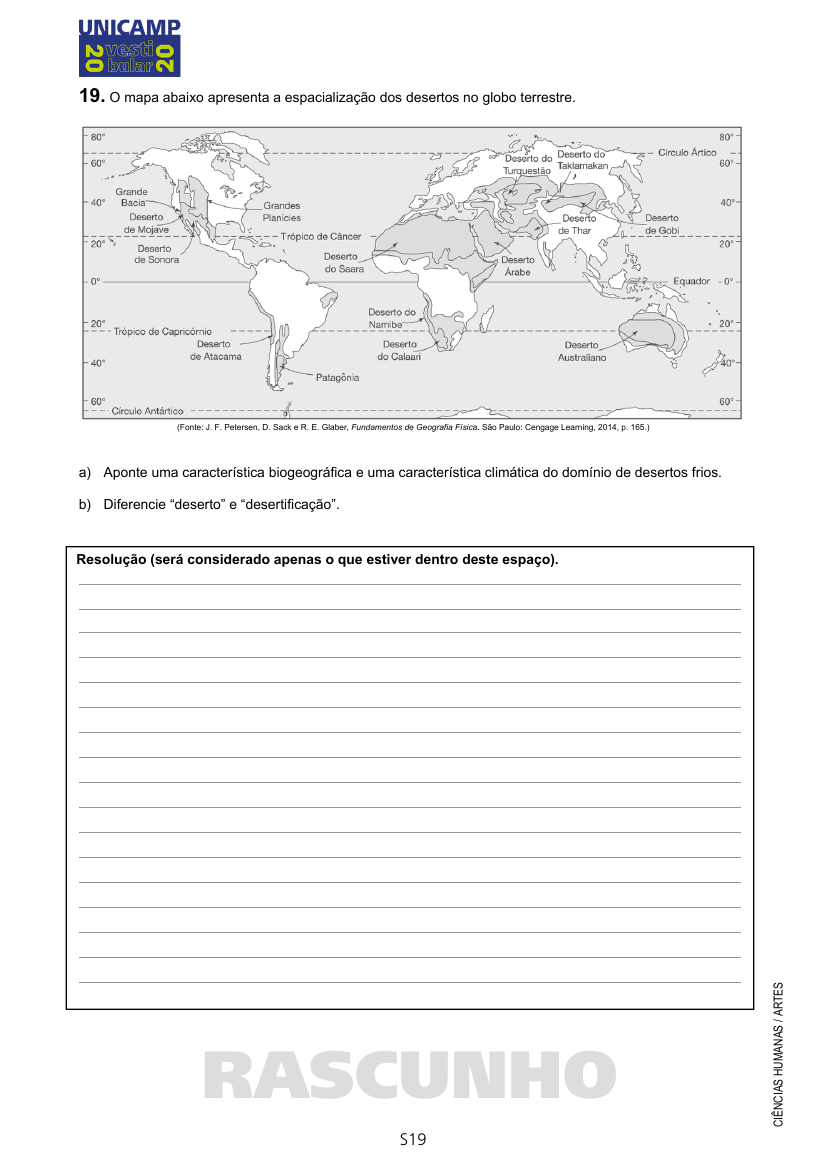 UNICAMP
20 vestibular 20
19. O mapa abaixo apresenta a espacialização dos desertos no globo terrestre.
80°
80°
Círculo Ártico
60°
60°
Deserto do
Turquestão
Deserto do
Taklamakan
Grande
Bacia
40°
40°
Grandes
Planícies
Deserto
de Mojave
Deserto
de Thar
Deserto
de Gobi
Trópico de Câncer
20°
20°
Deserto
de Sonora
Deserto
do Saara
Deserto
Árabe
0°
Equador
0°
Deserto do
Namibe
20°
20°
Trópico de Capricórnio
Deserto
de Atacama
Deserto
do Calaari
Deserto
Australiano
40°
40°
Patagônia
60°
60°
Círculo Antártico
(Fonte: J. F. Petersen, D. Sack e R. E. Glaber, Fundamentos de Geografia Física. São Paulo: Cengage Learning, 2014, p. 165.)
a) Aponte uma característica biogeográfica e uma característica climática do domínio de desertos frios.
b) Diferencie “deserto” e “desertificação”.
Resolução (será considerado apenas o que estiver dentro deste espaço).
CIÊNCIAS HUMANAS / ARTES
RASCUNHO
S19